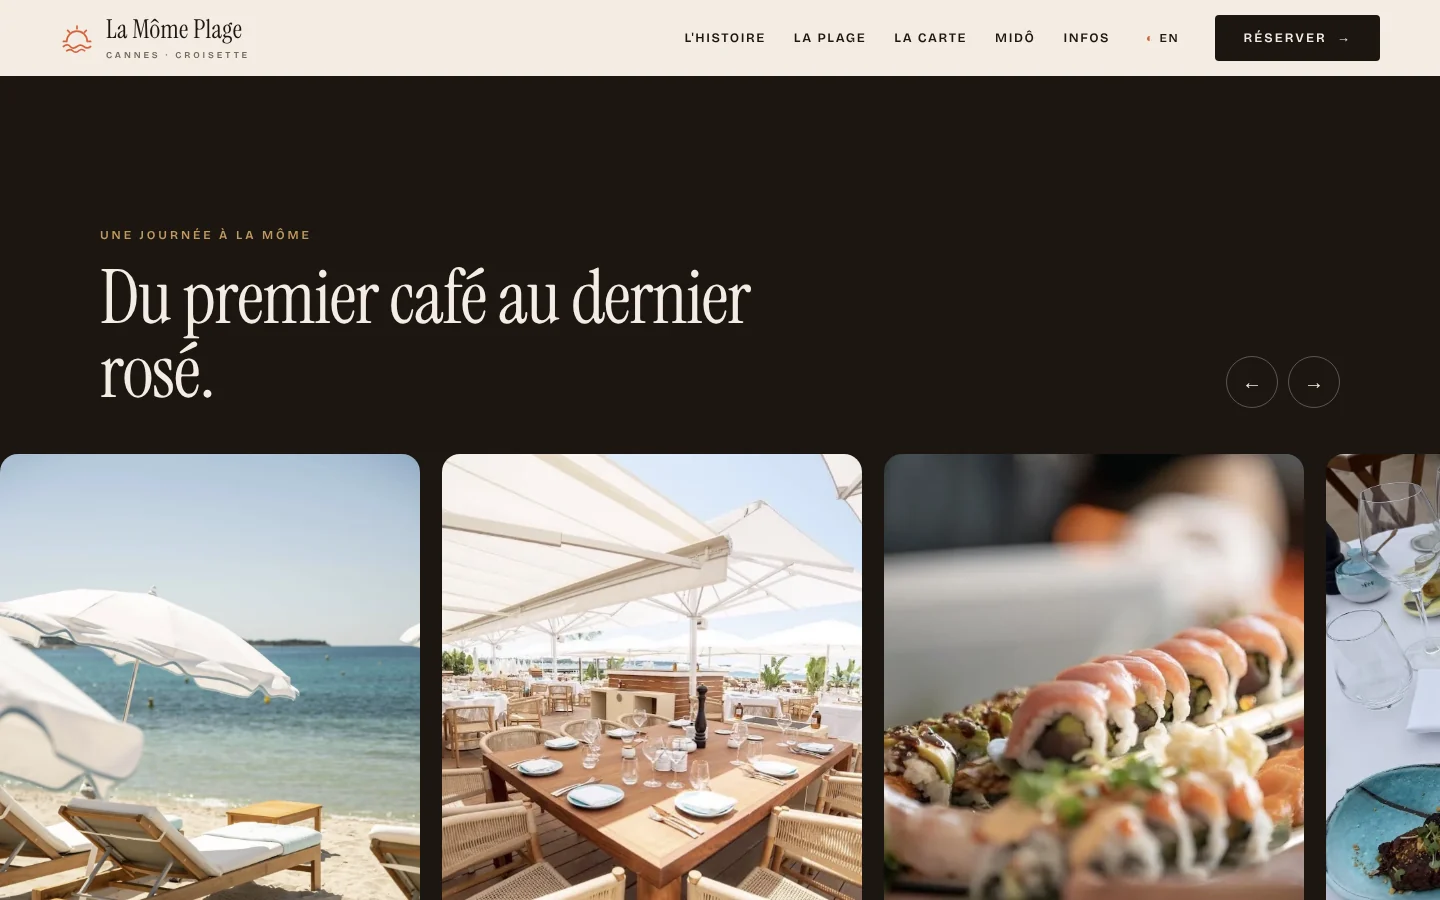 La Môme Plage
CANNES · CROISETTE
L'HISTOIRE
LA PLAGE
LA CARTE
MIDÔ
INFOS
EN
RÉSERVER →
UNE JOURNÉE À LA MÔME
Du premier café au dernier
rosé.
← →